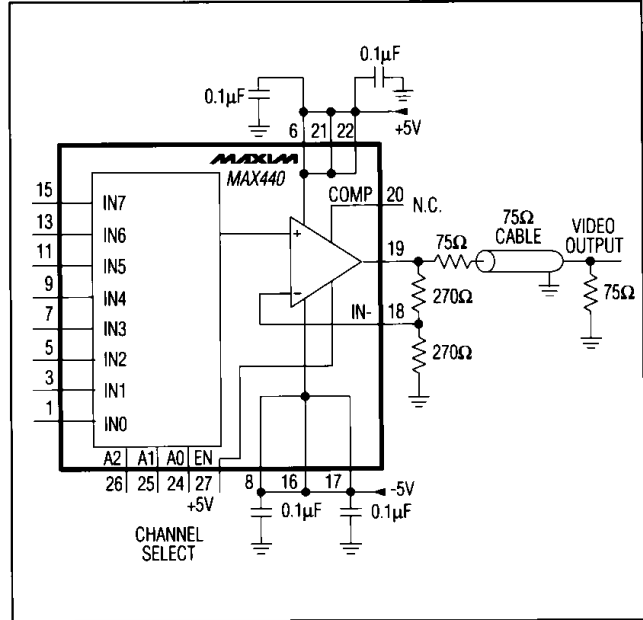 0.1µF
0.1µF
+5V
6 21 22
MAXIM
MAX440
COMP 20 N.C.
15 IN7
13 IN6
11 IN5
9 IN4
7 IN3
5 IN2
3 IN1
1 IN0
+
−
19
75Ω
75Ω
CABLE
VIDEO
OUTPUT
75Ω
270Ω
IN- 18
270Ω
A2 A1 A0 EN
26 25 24 27
+5V
8 16 17
-5V
0.1µF 0.1µF
CHANNEL
SELECT